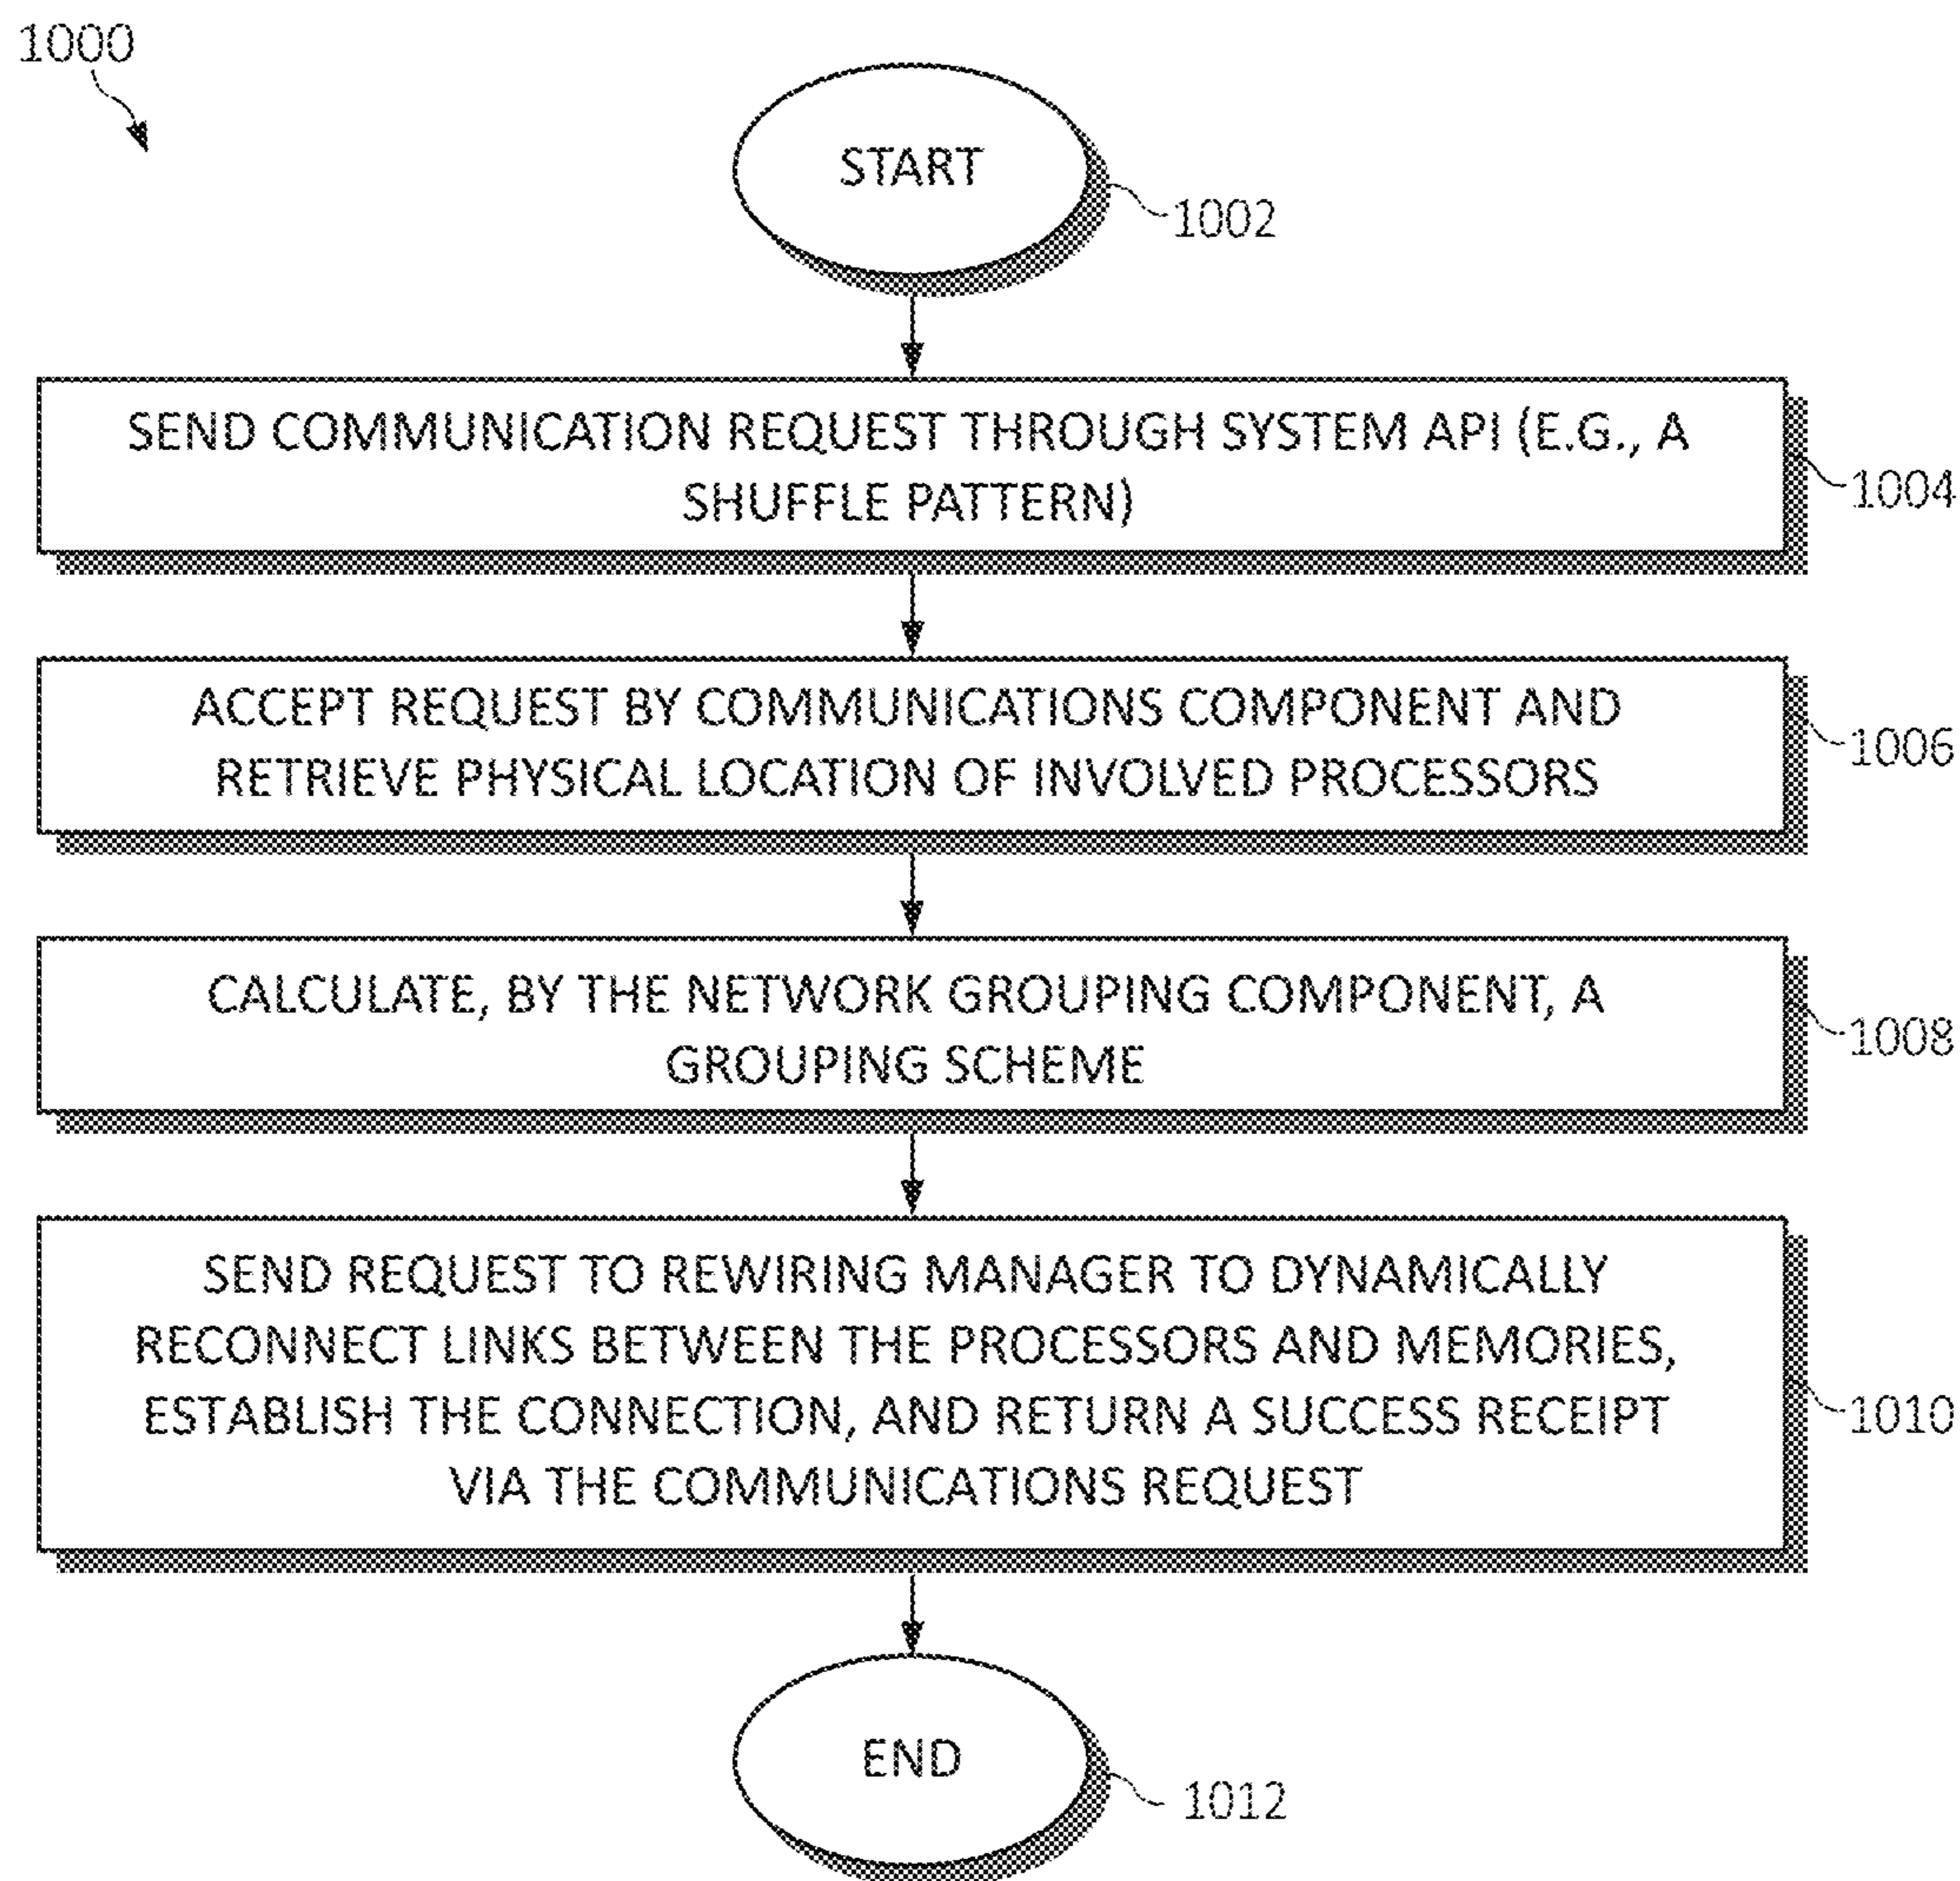 1000
START
1002
SEND COMMUNICATION REQUEST THROUGH SYSTEM API (E.G., A
SHUFFLE PATTERN)
1004
ACCEPT REQUEST BY COMMUNICATIONS COMPONENT AND
RETRIEVE PHYSICAL LOCATION OF INVOLVED PROCESSORS
1006
CALCULATE, BY THE NETWORK GROUPING COMPONENT, A
GROUPING SCHEME
1008
SEND REQUEST TO REWIRING MANAGER TO DYNAMICALLY
RECONNECT LINKS BETWEEN THE PROCESSORS AND MEMORIES,
ESTABLISH THE CONNECTION, AND RETURN A SUCCESS RECEIPT
VIA THE COMMUNICATIONS REQUEST
1010
END
1012